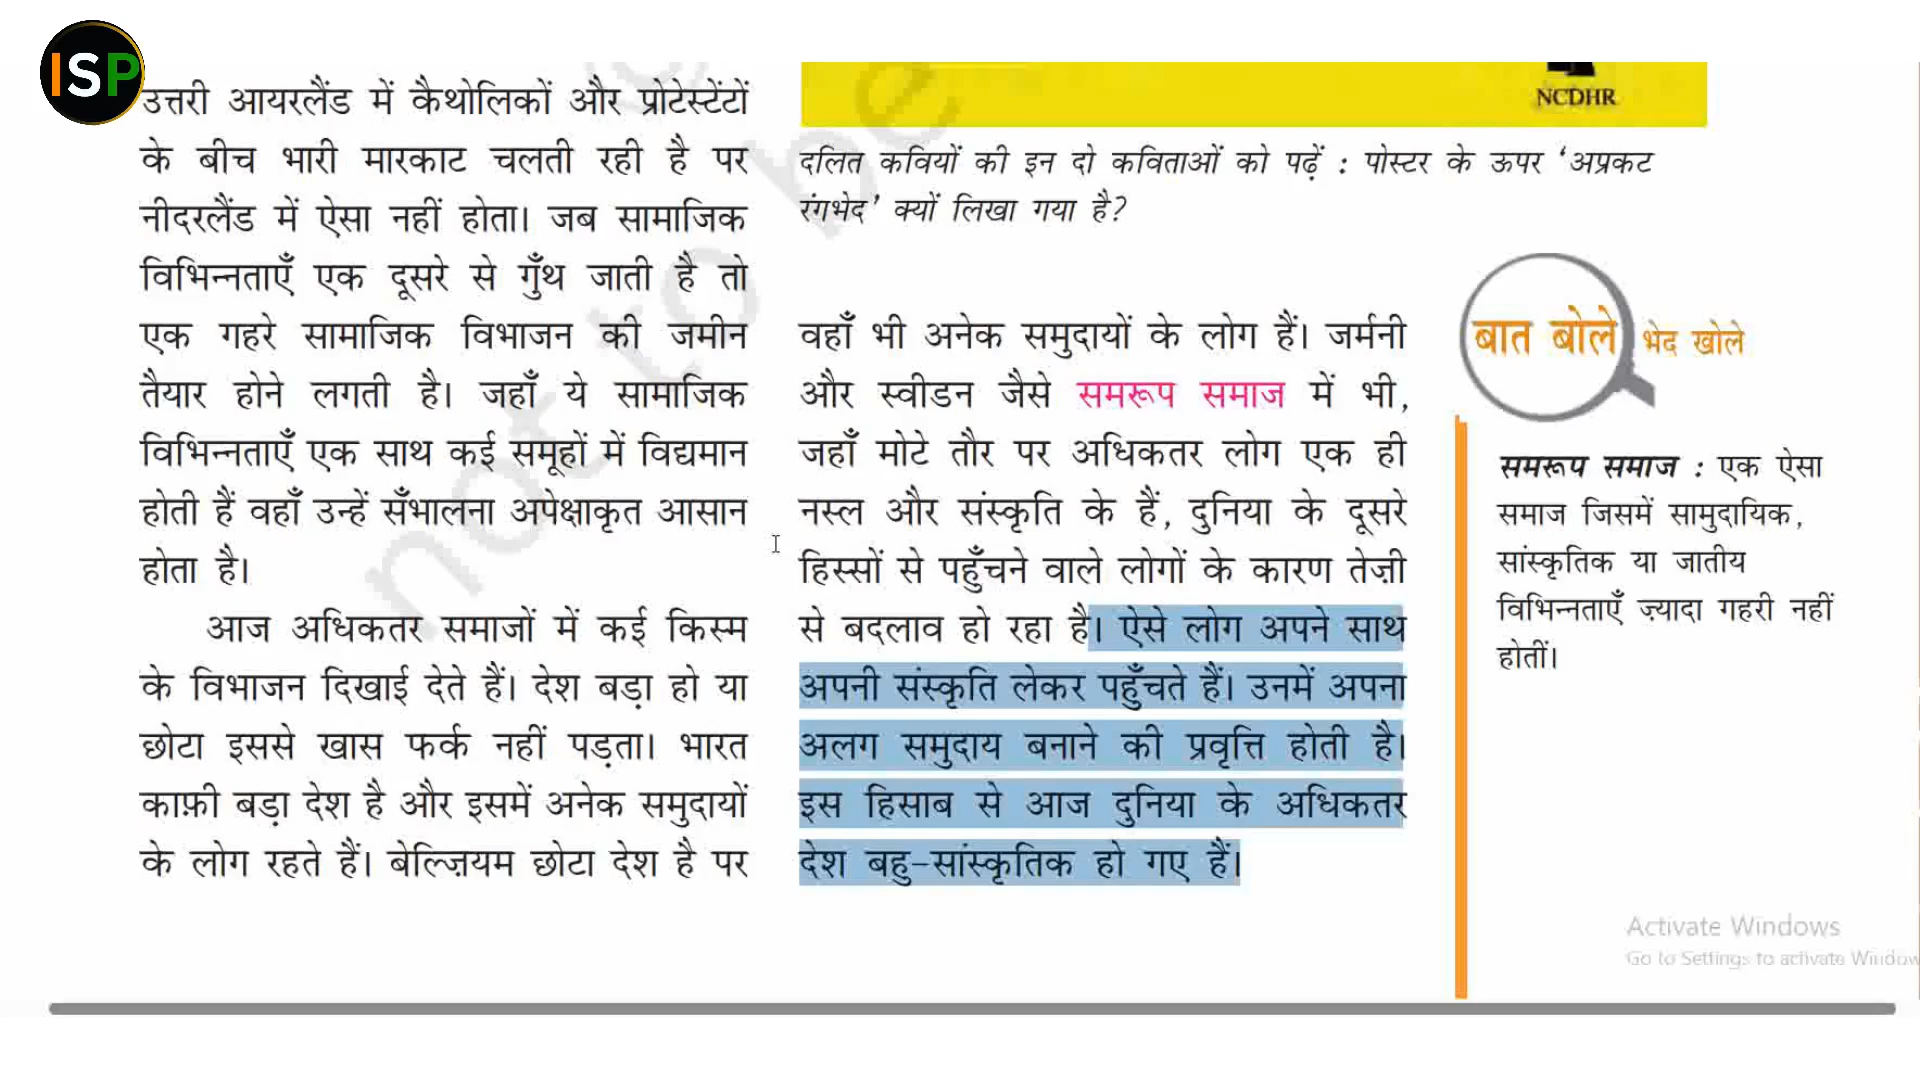 ISP
उत्तरी आयरलैंड में कैथोलिकों और प्रोटेस्टेंटों
के बीच भारी मारकाट चलती रही है पर
नीदरलैंड में ऐसा नहीं होता। जब सामाजिक
विभिन्नताएँ एक दूसरे से गुँथ जाती है तो
एक गहरे सामाजिक विभाजन की जमीन
तैयार होने लगती है। जहाँ ये सामाजिक
विभिन्नताएँ एक साथ कई समूहों में विद्यमान
होती हैं वहाँ उन्हें सँभालना अपेक्षाकृत आसान
होता है।
आज अधिकतर समाजों में कई किस्म
के विभाजन दिखाई देते हैं। देश बड़ा हो या
छोटा इससे खास फर्क नहीं पड़ता। भारत
काफ़ी बड़ा देश है और इसमें अनेक समुदायों
के लोग रहते हैं। बेल्ज़ियम छोटा देश है पर
NCDHR
दलित कवियों की इन दो कविताओं को पढ़ें : पोस्टर के ऊपर ‘अप्रकट
रंगभेद’ क्यों लिखा गया है?
वहाँ भी अनेक समुदायों के लोग हैं। जर्मनी
और स्वीडन जैसे समरूप समाज में भी,
जहाँ मोटे तौर पर अधिकतर लोग एक ही
नस्ल और संस्कृति के हैं, दुनिया के दूसरे
हिस्सों से पहुँचने वाले लोगों के कारण तेज़ी
से बदलाव हो रहा है। ऐसे लोग अपने साथ
अपनी संस्कृति लेकर पहुँचते हैं। उनमें अपना
अलग समुदाय बनाने की प्रवृत्ति होती है।
इस हिसाब से आज दुनिया के अधिकतर
देश बहु-सांस्कृतिक हो गए हैं।
बात बोले भेद खोले
समरूप समाज : एक ऐसा
समाज जिसमें सामुदायिक,
सांस्कृतिक या जातीय
विभिन्नताएँ ज़्यादा गहरी नहीं
होतीं।
not to be
Activate Windows
Go to Settings to activate Window